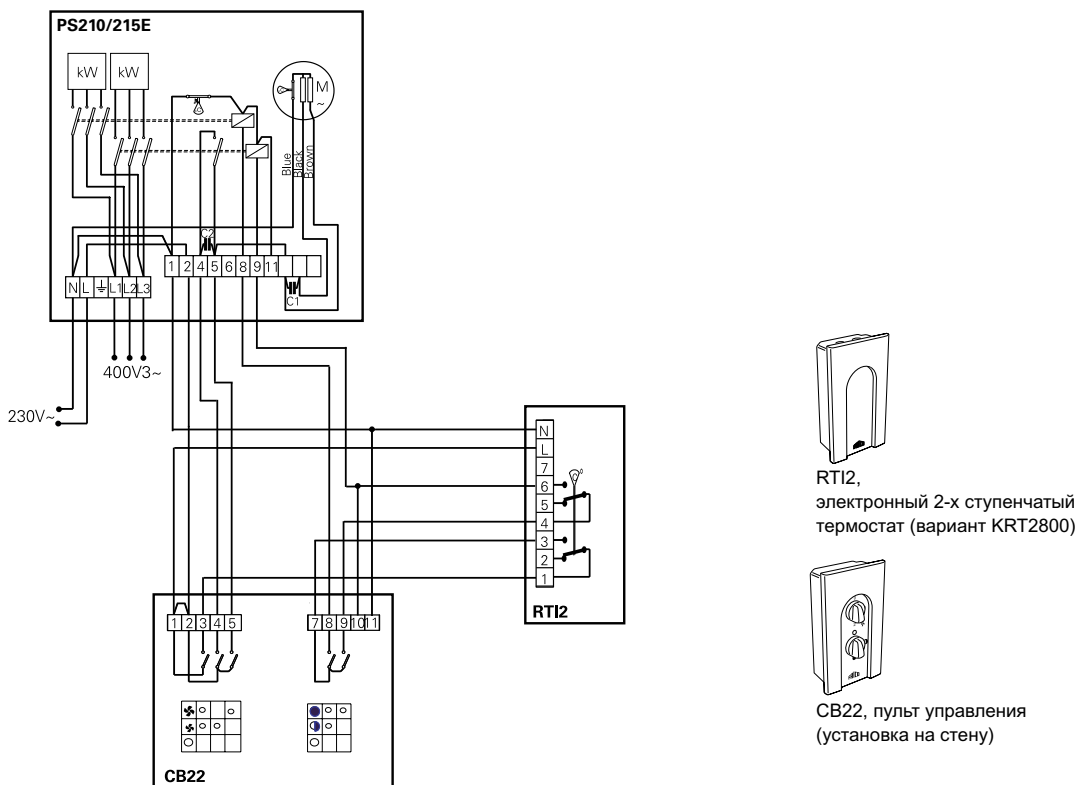 PS210/215E
kW kW
M
~
Blue
Black
Brown
C2
1 2 4 5 6 8 9 11
N L L1 L2 L3
C1
400V3~
230V~
N
L
7
6
5
4
3
2
1
RTI2
1 2 3 4 5
7 8 9 10 11
CB22
RTI2,
электронный 2-х ступенчатый
термостат (вариант KRT2800)
CB22, пульт управления
(установка на стену)